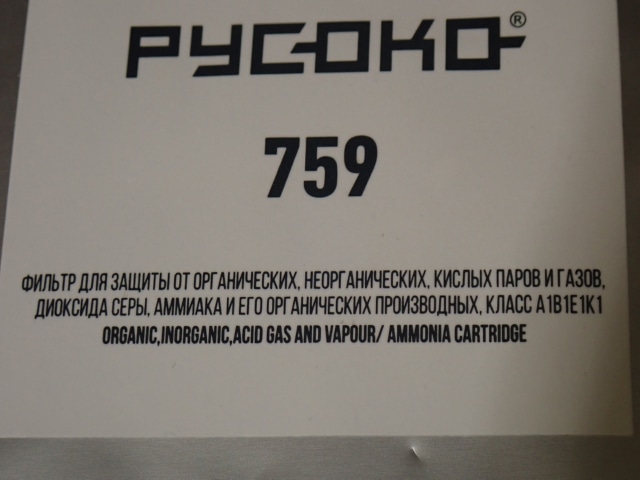 РУСОКО®
759
ФИЛЬТР ДЛЯ ЗАЩИТЫ ОТ ОРГАНИЧЕСКИХ, НЕОРГАНИЧЕСКИХ, КИСЛЫХ ПАРОВ И ГАЗОВ,
ДИОКСИДА СЕРЫ, АММИАКА И ЕГО ОРГАНИЧЕСКИХ ПРОИЗВОДНЫХ, КЛАСС A1B1E1K1
ORGANIC,INORGANIC,ACID GAS AND VAPOUR/ AMMONIA CARTRIDGE